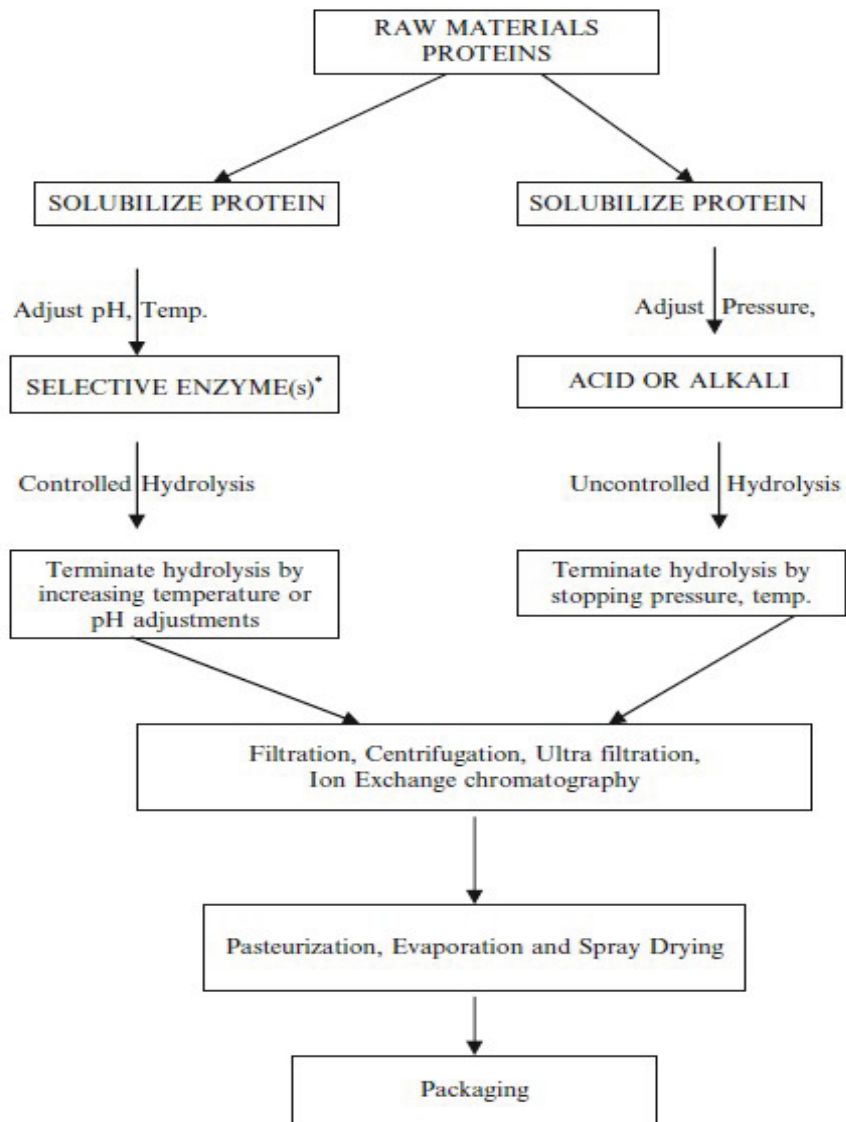 RAW MATERIALS
PROTEINS
SOLUBILIZE PROTEIN
SOLUBILIZE PROTEIN
Adjust pH, Temp.
Adjust Pressure,
SELECTIVE ENZYME(s)*
ACID OR ALKALI
Controlled Hydrolysis
Uncontrolled Hydrolysis
Terminate hydrolysis by
increasing temperature or
pH adjustments
Terminate hydrolysis by
stopping pressure, temp.
Filtration, Centrifugation, Ultra filtration,
Ion Exchange chromatography
Pasteurization, Evaporation and Spray Drying
Packaging